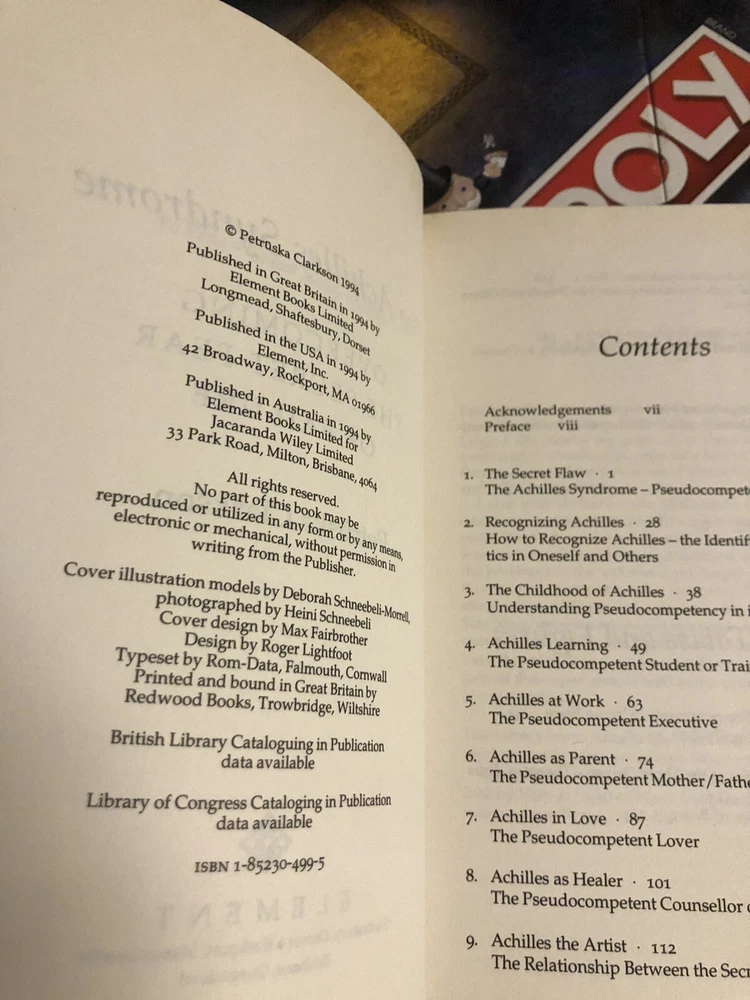 BRAND
OLY
© Petrūska Clarkson 1994
Published in Great Britain in 1994 by
Element Books Limited
Longmead, Shaftesbury, Dorset
Published in the USA in 1994 by
Element, Inc.
42 Broadway, Rockport, MA 01966
Published in Australia in 1994 by
Element Books Limited for
Jacaranda Wiley Limited
33 Park Road, Milton, Brisbane, 4064
All rights reserved.
No part of this book may be
reproduced or utilized in any form or by any means,
electronic or mechanical, without permission in
writing from the Publisher.
Cover illustration models by Deborah Schneebeli-Morrell,
photographed by Heini Schneebeli
Cover design by Max Fairbrother
Design by Roger Lightfoot
Typeset by Rom-Data, Falmouth, Cornwall
Printed and bound in Great Britain by
Redwood Books, Trowbridge, Wiltshire
British Library Cataloguing in Publication
data available
Library of Congress Cataloging in Publication
data available
ISBN 1-85230-499-5
Contents
Acknowledgements vii
Preface viii
1. The Secret Flaw · 1
The Achilles Syndrome – Pseudocompet
2. Recognizing Achilles · 28
How to Recognize Achilles – the Identif
tics in Oneself and Others
3. The Childhood of Achilles · 38
Understanding Pseudocompetency in i
4. Achilles Learning · 49
The Pseudocompetent Student or Trai
5. Achilles at Work · 63
The Pseudocompetent Executive
6. Achilles as Parent · 74
The Pseudocompetent Mother/Fathe
7. Achilles in Love · 87
The Pseudocompetent Lover
8. Achilles as Healer · 101
The Pseudocompetent Counsellor
9. Achilles the Artist · 112
The Relationship Between the Secr